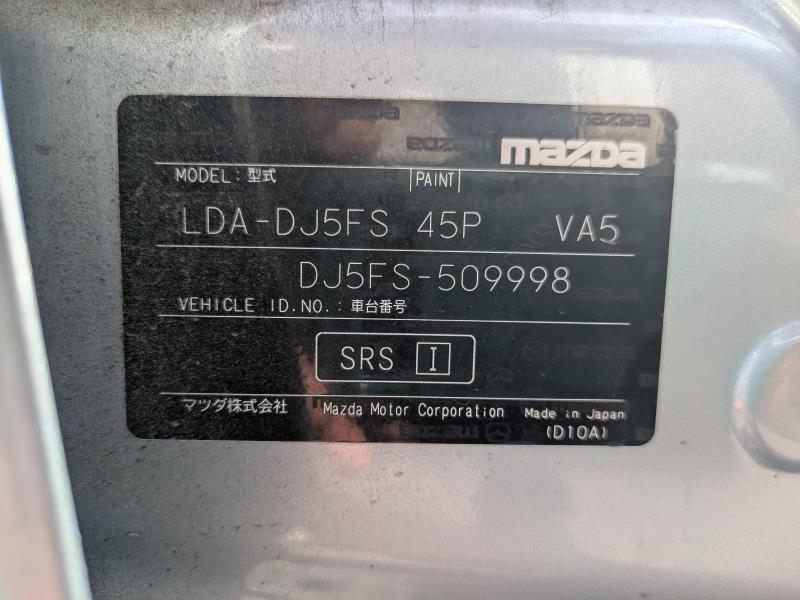 mazda
MODEL : 型式 PAINT
LDA-DJ5FS 45P VA5
DJ5FS-509998
VEHICLE ID.NO. : 車台番号
SRS I
マツダ株式会社 Mazda Motor Corporation Made in Japan
(D10A)